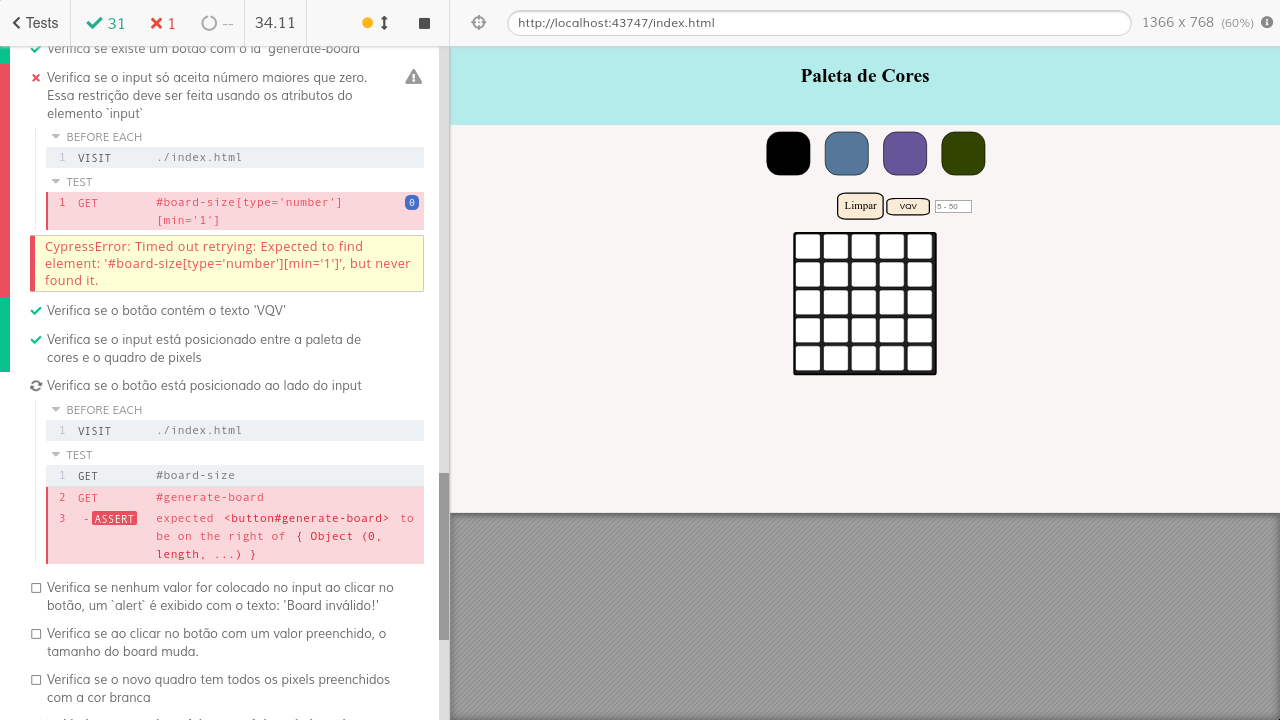 Tests
31
1
--
34.11
http://localhost:43747/index.html
1366 x 768 (60%)
Verifica se existe um botão com o id `generate-board`
Verifica se o input só aceita número maiores que zero.
Essa restrição deve ser feita usando os atributos do
elemento `input`
BEFORE EACH
1 VISIT ./index.html
TEST
1 GET #board-size[type='number'] 0
[min='1']
CypressError: Timed out retrying: Expected to find
element: '#board-size[type='number'][min='1']', but never
found it.
Verifica se o botão contém o texto 'VQV'
Verifica se o input está posicionado entre a paleta de
cores e o quadro de pixels
Verifica se o botão está posicionado ao lado do input
BEFORE EACH
1 VISIT ./index.html
TEST
1 GET #board-size
2 GET #generate-board
3 -ASSERT expected <button#generate-board> to
be on the right of { Object (0,
length, ...) }
Verifica se nenhum valor for colocado no input ao clicar no
botão, um `alert` é exibido com o texto: 'Board inválido!'
Verifica se ao clicar no botão com um valor preenchido, o
tamanho do board muda.
Verifica se o novo quadro tem todos os pixels preenchidos
com a cor branca
Paleta de Cores
Limpar
VQV
5 - 50